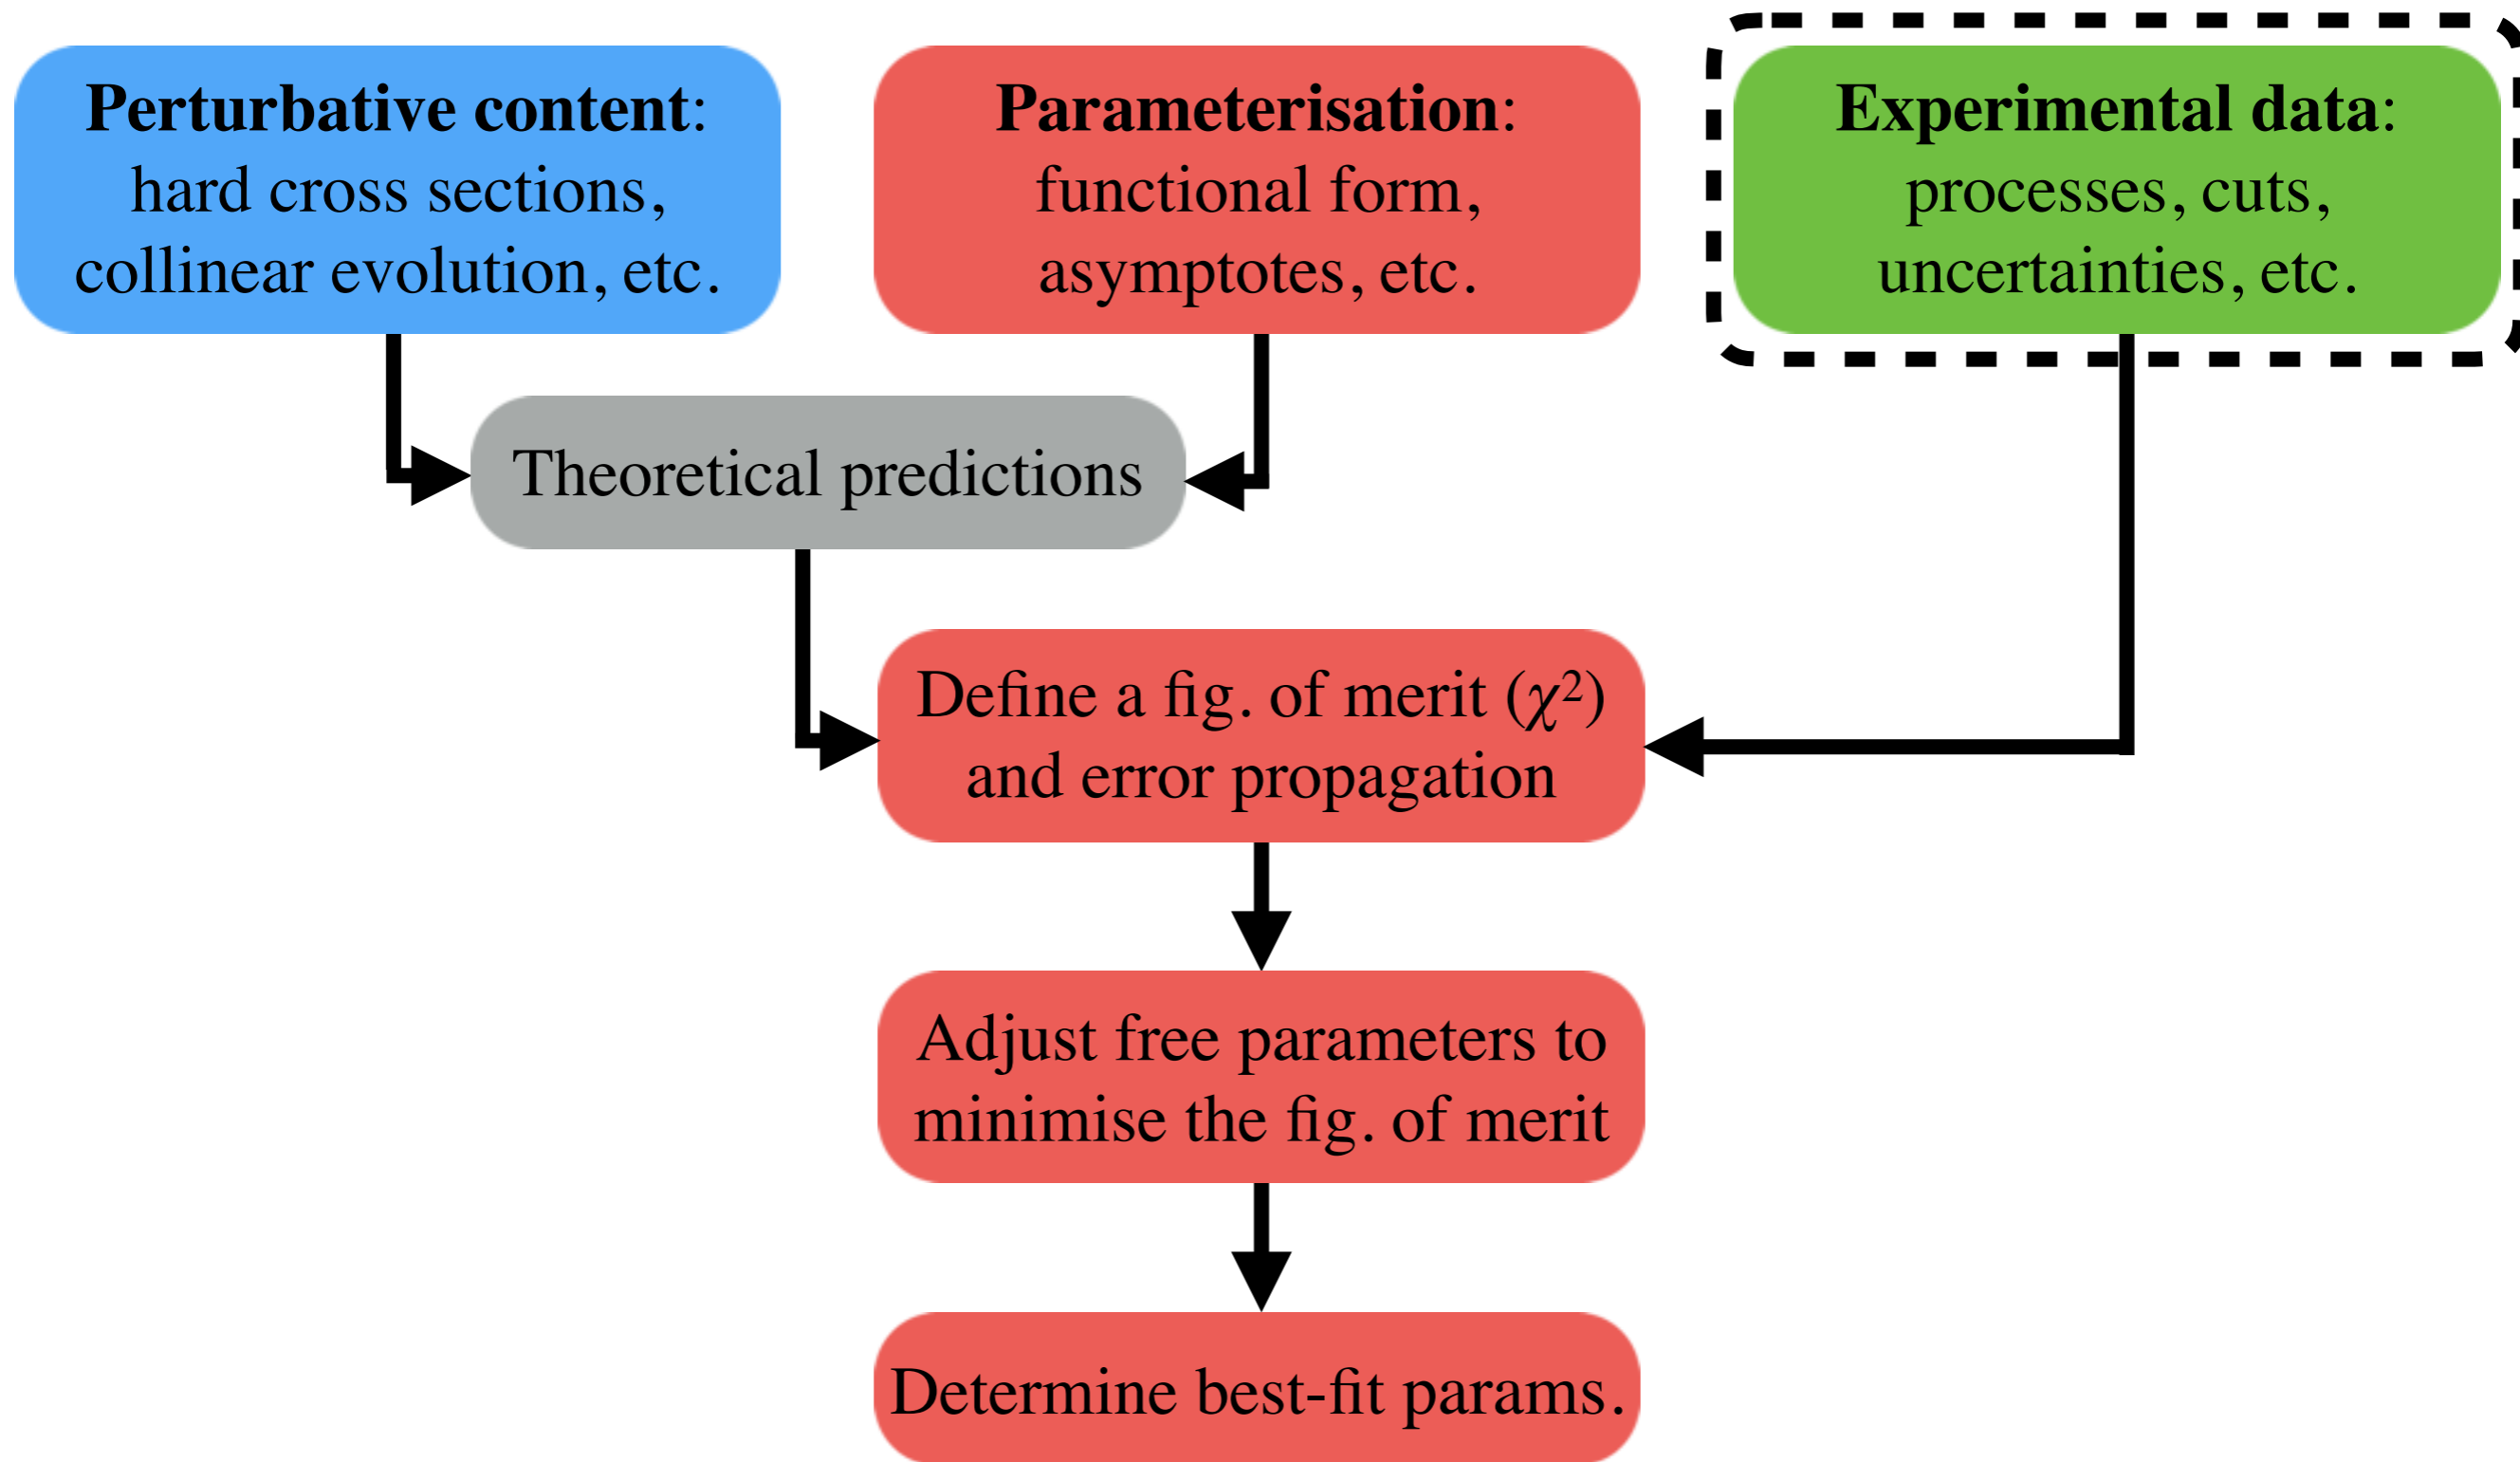 Perturbative content:
hard cross sections,
collinear evolution, etc.
Parameterisation:
functional form,
asymptotes, etc.
Experimental data:
processes, cuts,
uncertainties, etc.
Theoretical predictions
Define a fig. of merit (χ²)
and error propagation
Adjust free parameters to
minimise the fig. of merit
Determine best-fit params.